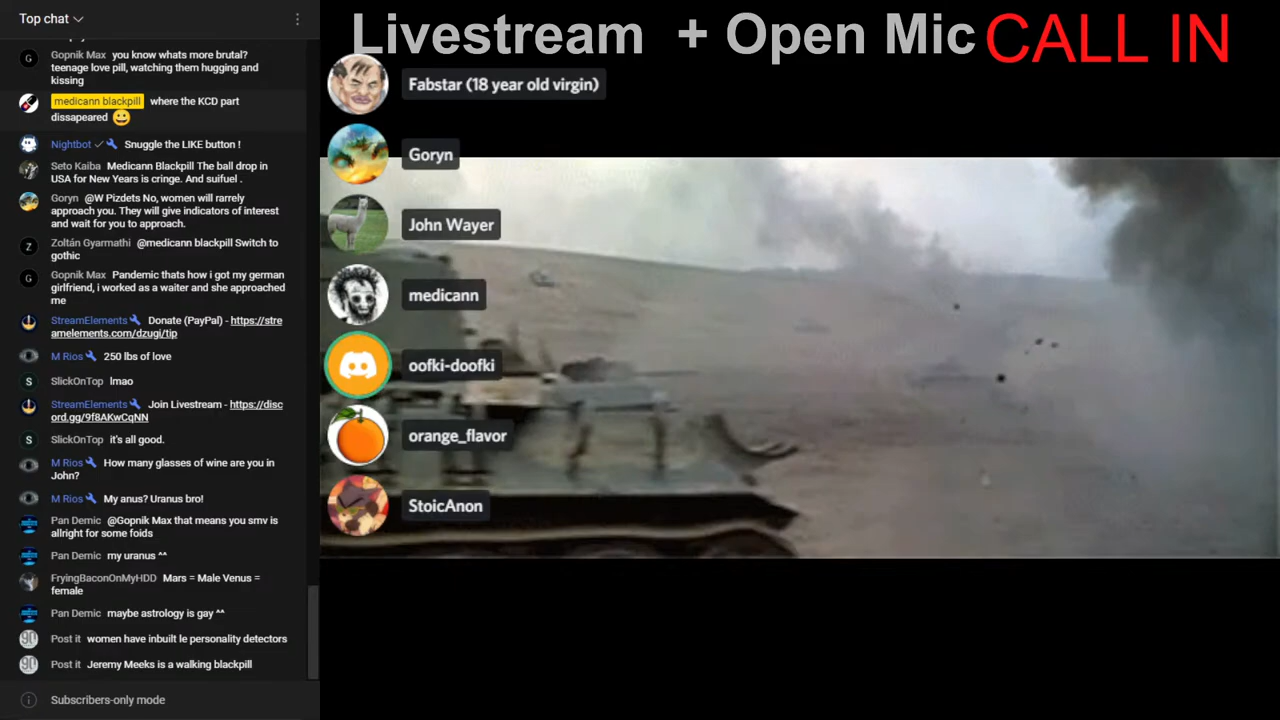 Top chat
Gopnik Max you know whats more brutal?
teenage love pill, watching them hugging and
kissing
medicann blackpill where the KCD part
dissapeared 😀
Nightbot Snuggle the LIKE button !
Seto Kaiba Medicann Blackpill The ball drop in
USA for New Years is cringe. And suifuel .
Goryn @W Pizdets No, women will rarely
approach you. They will give indicators of interest
and wait for you to approach.
Zoltán Gyarmathi @medicann blackpill Switch to
gothic
Gopnik Max Pandemic thats how i got my german
girlfriend, i worked as a waiter and she approached
me
StreamElements Donate (PayPal) - https://stre
amelements.com/dzugi/tip
M Rios 250 lbs of love
SlickOnTop lmao
StreamElements Join Livestream - https://disc
ord.gg/9f8AKwCqNN
SlickOnTop it's all good.
M Rios How many glasses of wine are you in
John?
M Rios My anus? Uranus bro!
Pan Demic @Gopnik Max that means you smv is
allright for some foids
Pan Demic my uranus ^^
FryingBaconOnMyHDD Mars = Male Venus =
female
Pan Demic maybe astrology is gay ^^
Post it women have inbuilt le personality detectors
Post it Jeremy Meeks is a walking blackpill
Subscribers-only mode
Livestream + Open Mic CALL IN
Fabstar (18 year old virgin)
Goryn
John Wayer
medicann
oofki-doofki
orange_flavor
StoicAnon